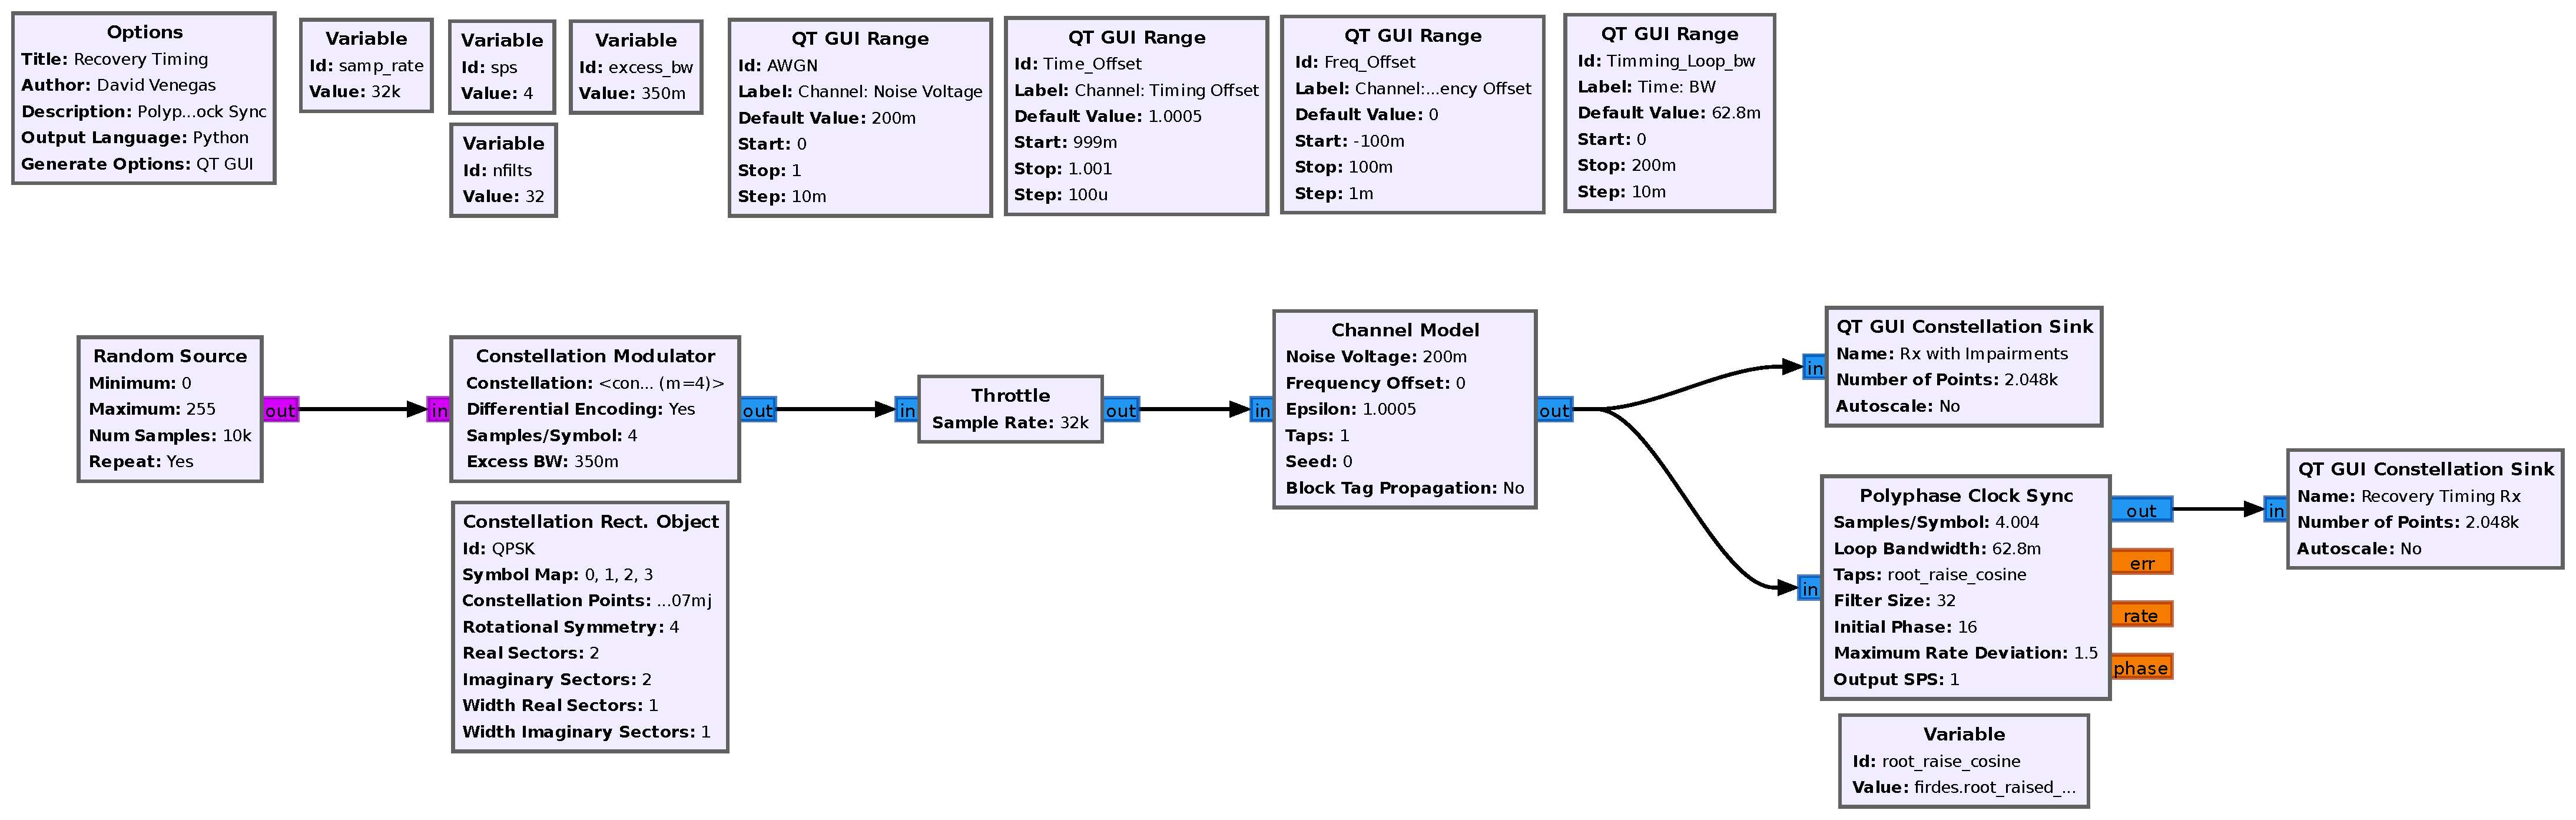 Options
Title: Recovery Timing
Author: David Venegas
Description: Polyp...ock Sync
Output Language: Python
Generate Options: QT GUI
Variable
Id: samp_rate
Value: 32k
Variable
Id: sps
Value: 4
Variable
Id: excess_bw
Value: 350m
Variable
Id: nfilts
Value: 32
QT GUI Range
Id: AWGN
Label: Channel: Noise Voltage
Default Value: 200m
Start: 0
Stop: 1
Step: 10m
QT GUI Range
Id: Time_Offset
Label: Channel: Timing Offset
Default Value: 1.0005
Start: 999m
Stop: 1.001
Step: 100u
QT GUI Range
Id: Freq_Offset
Label: Channel:...ency Offset
Default Value: 0
Start: -100m
Stop: 100m
Step: 1m
QT GUI Range
Id: Timming_Loop_bw
Label: Time: BW
Default Value: 62.8m
Start: 0
Stop: 200m
Step: 10m
Random Source
Minimum: 0
Maximum: 255
Num Samples: 10k
Repeat: Yes
out
in
Constellation Modulator
Constellation: <con... (m=4)>
Differential Encoding: Yes
Samples/Symbol: 4
Excess BW: 350m
out
Constellation Rect. Object
Id: QPSK
Symbol Map: 0, 1, 2, 3
Constellation Points: ...07mj
Rotational Symmetry: 4
Real Sectors: 2
Imaginary Sectors: 2
Width Real Sectors: 1
Width Imaginary Sectors: 1
in
Throttle
Sample Rate: 32k
out
in
Channel Model
Noise Voltage: 200m
Frequency Offset: 0
Epsilon: 1.0005
Taps: 1
Seed: 0
Block Tag Propagation: No
out
in
QT GUI Constellation Sink
Name: Rx with Impairments
Number of Points: 2.048k
Autoscale: No
in
Polyphase Clock Sync
Samples/Symbol: 4.004
Loop Bandwidth: 62.8m
Taps: root_raise_cosine
Filter Size: 32
Initial Phase: 16
Maximum Rate Deviation: 1.5
Output SPS: 1
out
err
rate
phase
in
QT GUI Constellation Sink
Name: Recovery Timing Rx
Number of Points: 2.048k
Autoscale: No
Variable
Id: root_raise_cosine
Value: firdes.root_raised_...